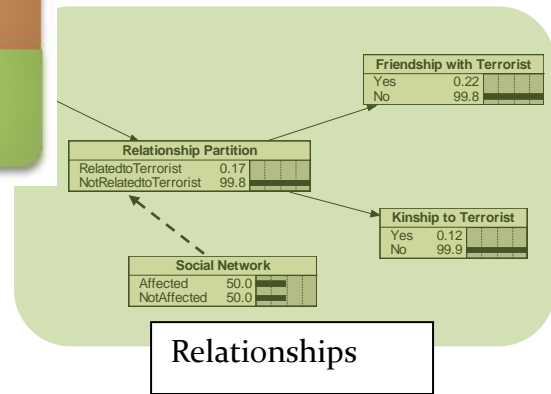 Friendship with Terrorist
Yes 0.22
No 99.8
Relationship Partition
RelatedtoTerrorist 0.17
NotRelatedtoTerrorist 99.8
Kinship to Terrorist
Yes 0.12
No 99.9
Social Network
Affected 50.0
NotAffected 50.0
Relationships